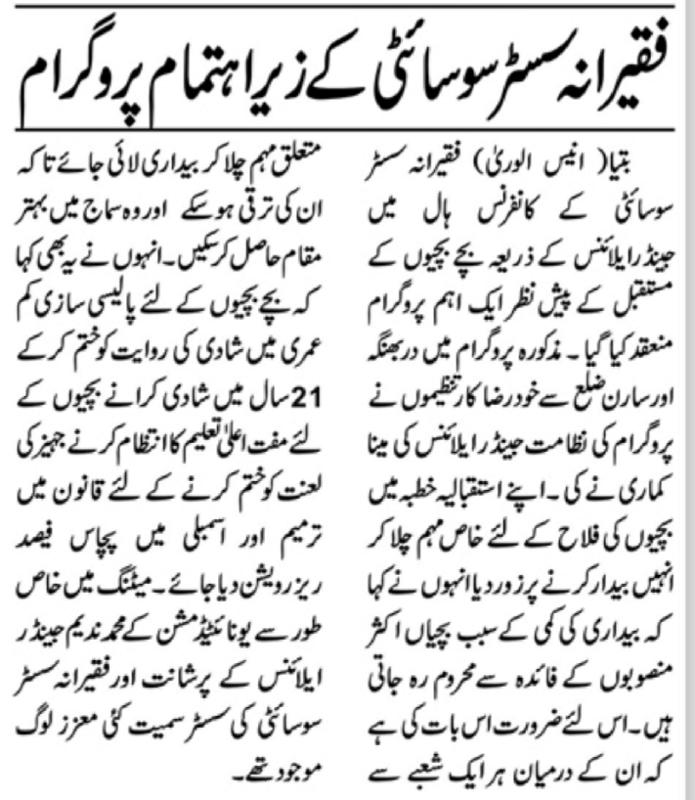 فقیرانہ سسٹر سوسائٹی کے زیر اہتمام پروگرام
بتیا( انیس الوریٰ) فقیرانہ سسٹر
سوسائٹی کے کانفرنس ہال میں
جینڈر ایلائنس کے ذریعہ بچے بچیوں کے
مستقبل کے پیش نظر ایک اہم پروگرام
منعقد کیا گیا ۔ مذکورہ پروگرام میں دربھنگہ
اور سارن ضلع سے خود رضا کار تنظیموں نے
پروگرام کی نظامت جینڈر ایلائنس کی مینا
کماری نے کی ۔ اپنے استقبالیہ خطبہ میں
بچیوں کی فلاح کے لئے خاص مہم چلا کر
انہیں بیدار کرنے پر زور دیا انہوں نے کہا
کہ بیداری کی کمی کے سبب بچیاں اکثر
منصوبوں کے فائدہ سے محروم رہ جاتی
ہیں ۔ اس لئے ضرورت اس بات کی ہے
کہ ان کے درمیان ہر ایک شعبے سے
متعلق مہم چلا کر بیداری لائی جائے تا کہ
ان کی ترقی ہو سکے اور وہ سماج میں بہتر
مقام حاصل کر سکیں ۔ انہوں نے یہ بھی کہا
کہ بچے بچیوں کے لئے پالیسی سازی کم
عمری میں شادی کی روایت کو ختم کر کے
21 سال میں شادی کرانے بچیوں کے
لئے مفت اعلیٰ تعلیم کا انتظام کرنے جہیز کی
لعنت کو ختم کرنے کے لئے قانون میں
ترمیم اور اسمبلی میں پچاس فیصد
ریزرویشن دیا جائے ۔ میٹنگ میں خاص
طور سے یونائٹیڈ مشن کے محمد ندیم جینڈر
ایلائنس کے پرشانت اور فقیرانہ سسٹر
سوسائٹی کی سسٹر سمیت کئی معزز لوگ
موجود تھے ۔